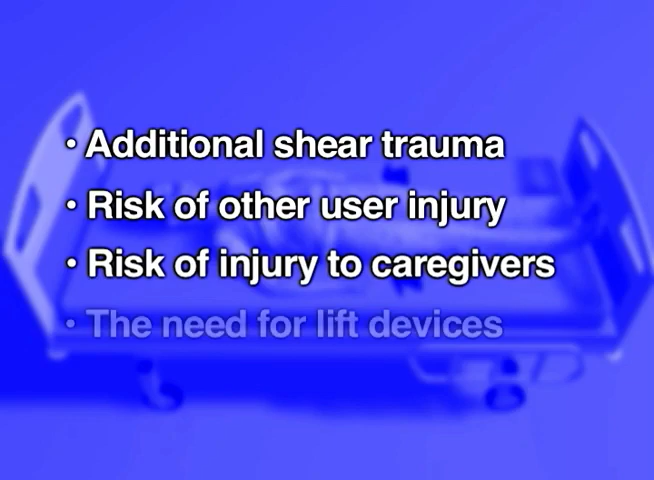 • Additional shear trauma
• Risk of other user injury
• Risk of injury to caregivers
• The need for lift devices